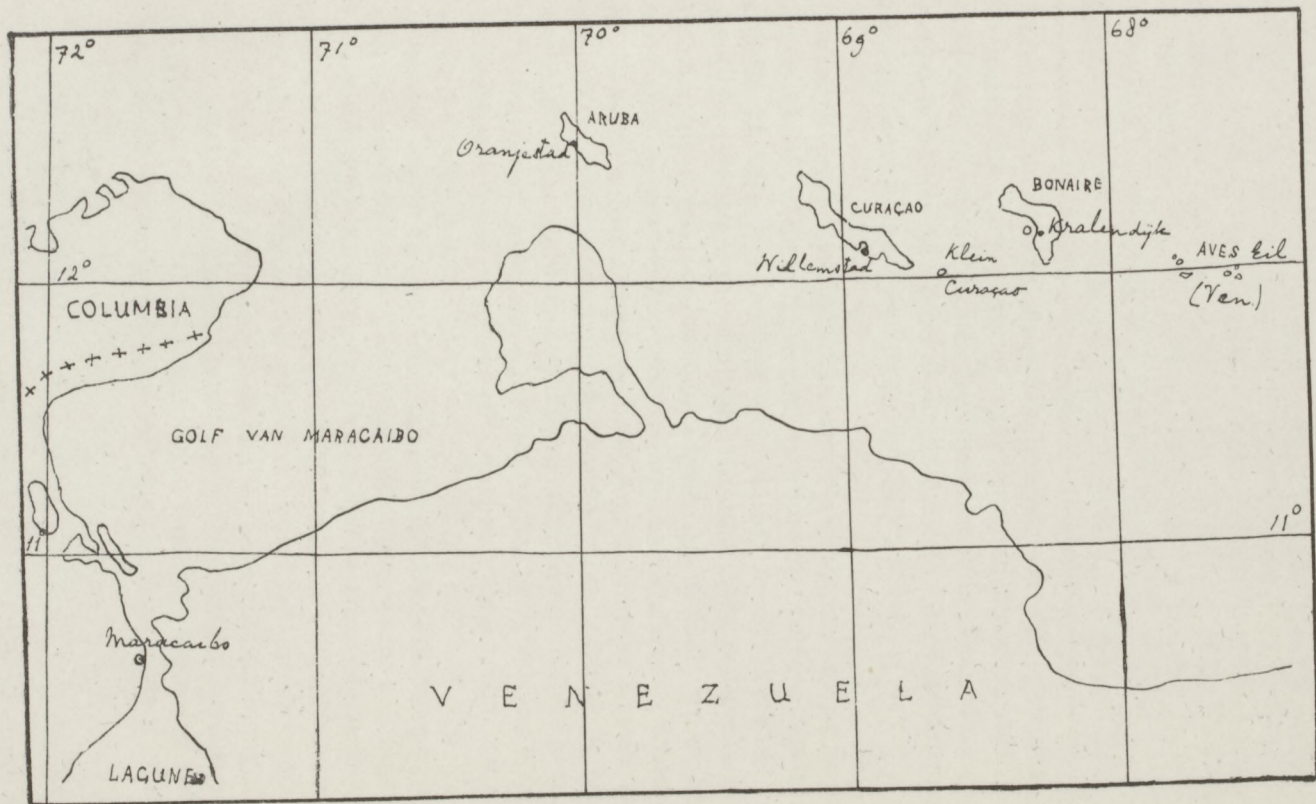 72°
71°
70°
69°
68°
ARUBA
Oranjestad
CURAÇAO
BONAIRE
Kralendijk
Willemstad
Klein
Curaçao
AVES Eil
(Ven.)
12°
COLUMBIA
GOLF VAN MARACAIBO
11°
11°
Maracaibo
VENEZUELA
LAGUNE